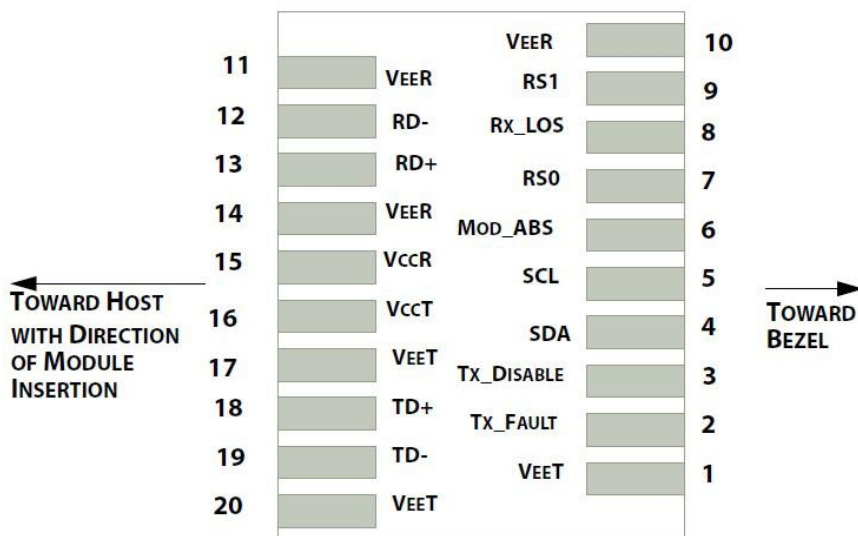 11 VEER
12 RD-
13 RD+
14 VEER
15 VCCR
16 VCCT
17 VEET
18 TD+
19 TD-
20 VEET
TOWARD HOST
WITH DIRECTION
OF MODULE
INSERTION
VEER 10
RS1 9
RX_LOS 8
RS0 7
MOD_ABS 6
SCL 5
SDA 4
TX_DISABLE 3
TX_FAULT 2
VEET 1
TOWARD
BEZEL